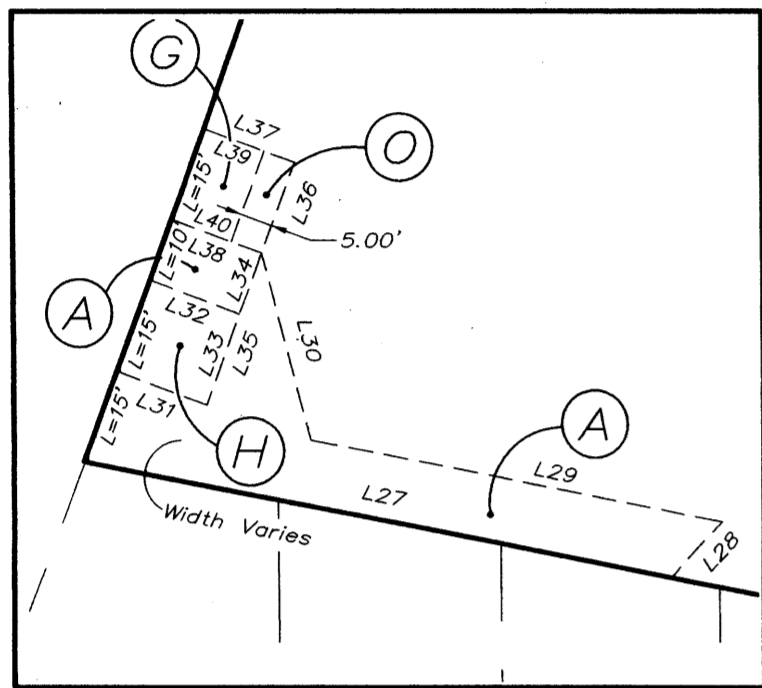 G
L37
O
L39
L=15'
L36
L40
5.00'
L38
L=10'
L34
A
L32
L30
L=15'
L33
L35
L31
L=15'
H
A
L29
L27
Width Varies
L28